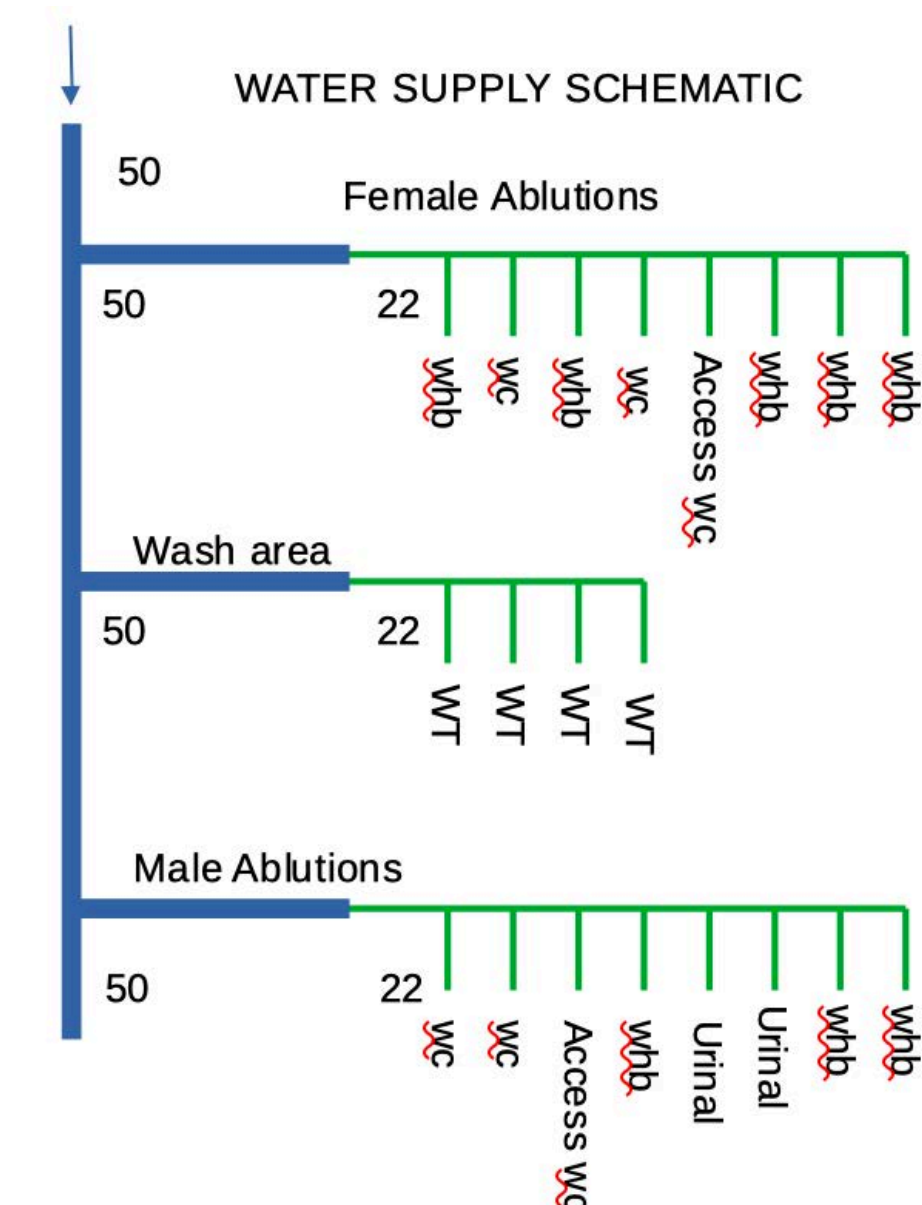 WATER SUPPLY SCHEMATIC
50
Female Ablutions
50
22
whb
wc
whb
wc
Access wc
whb
whb
whb
Wash area
50
22
WT
WT
WT
WT
Male Ablutions
50
22
wc
wc
Access wc
whb
Urinal
Urinal
whb
whb